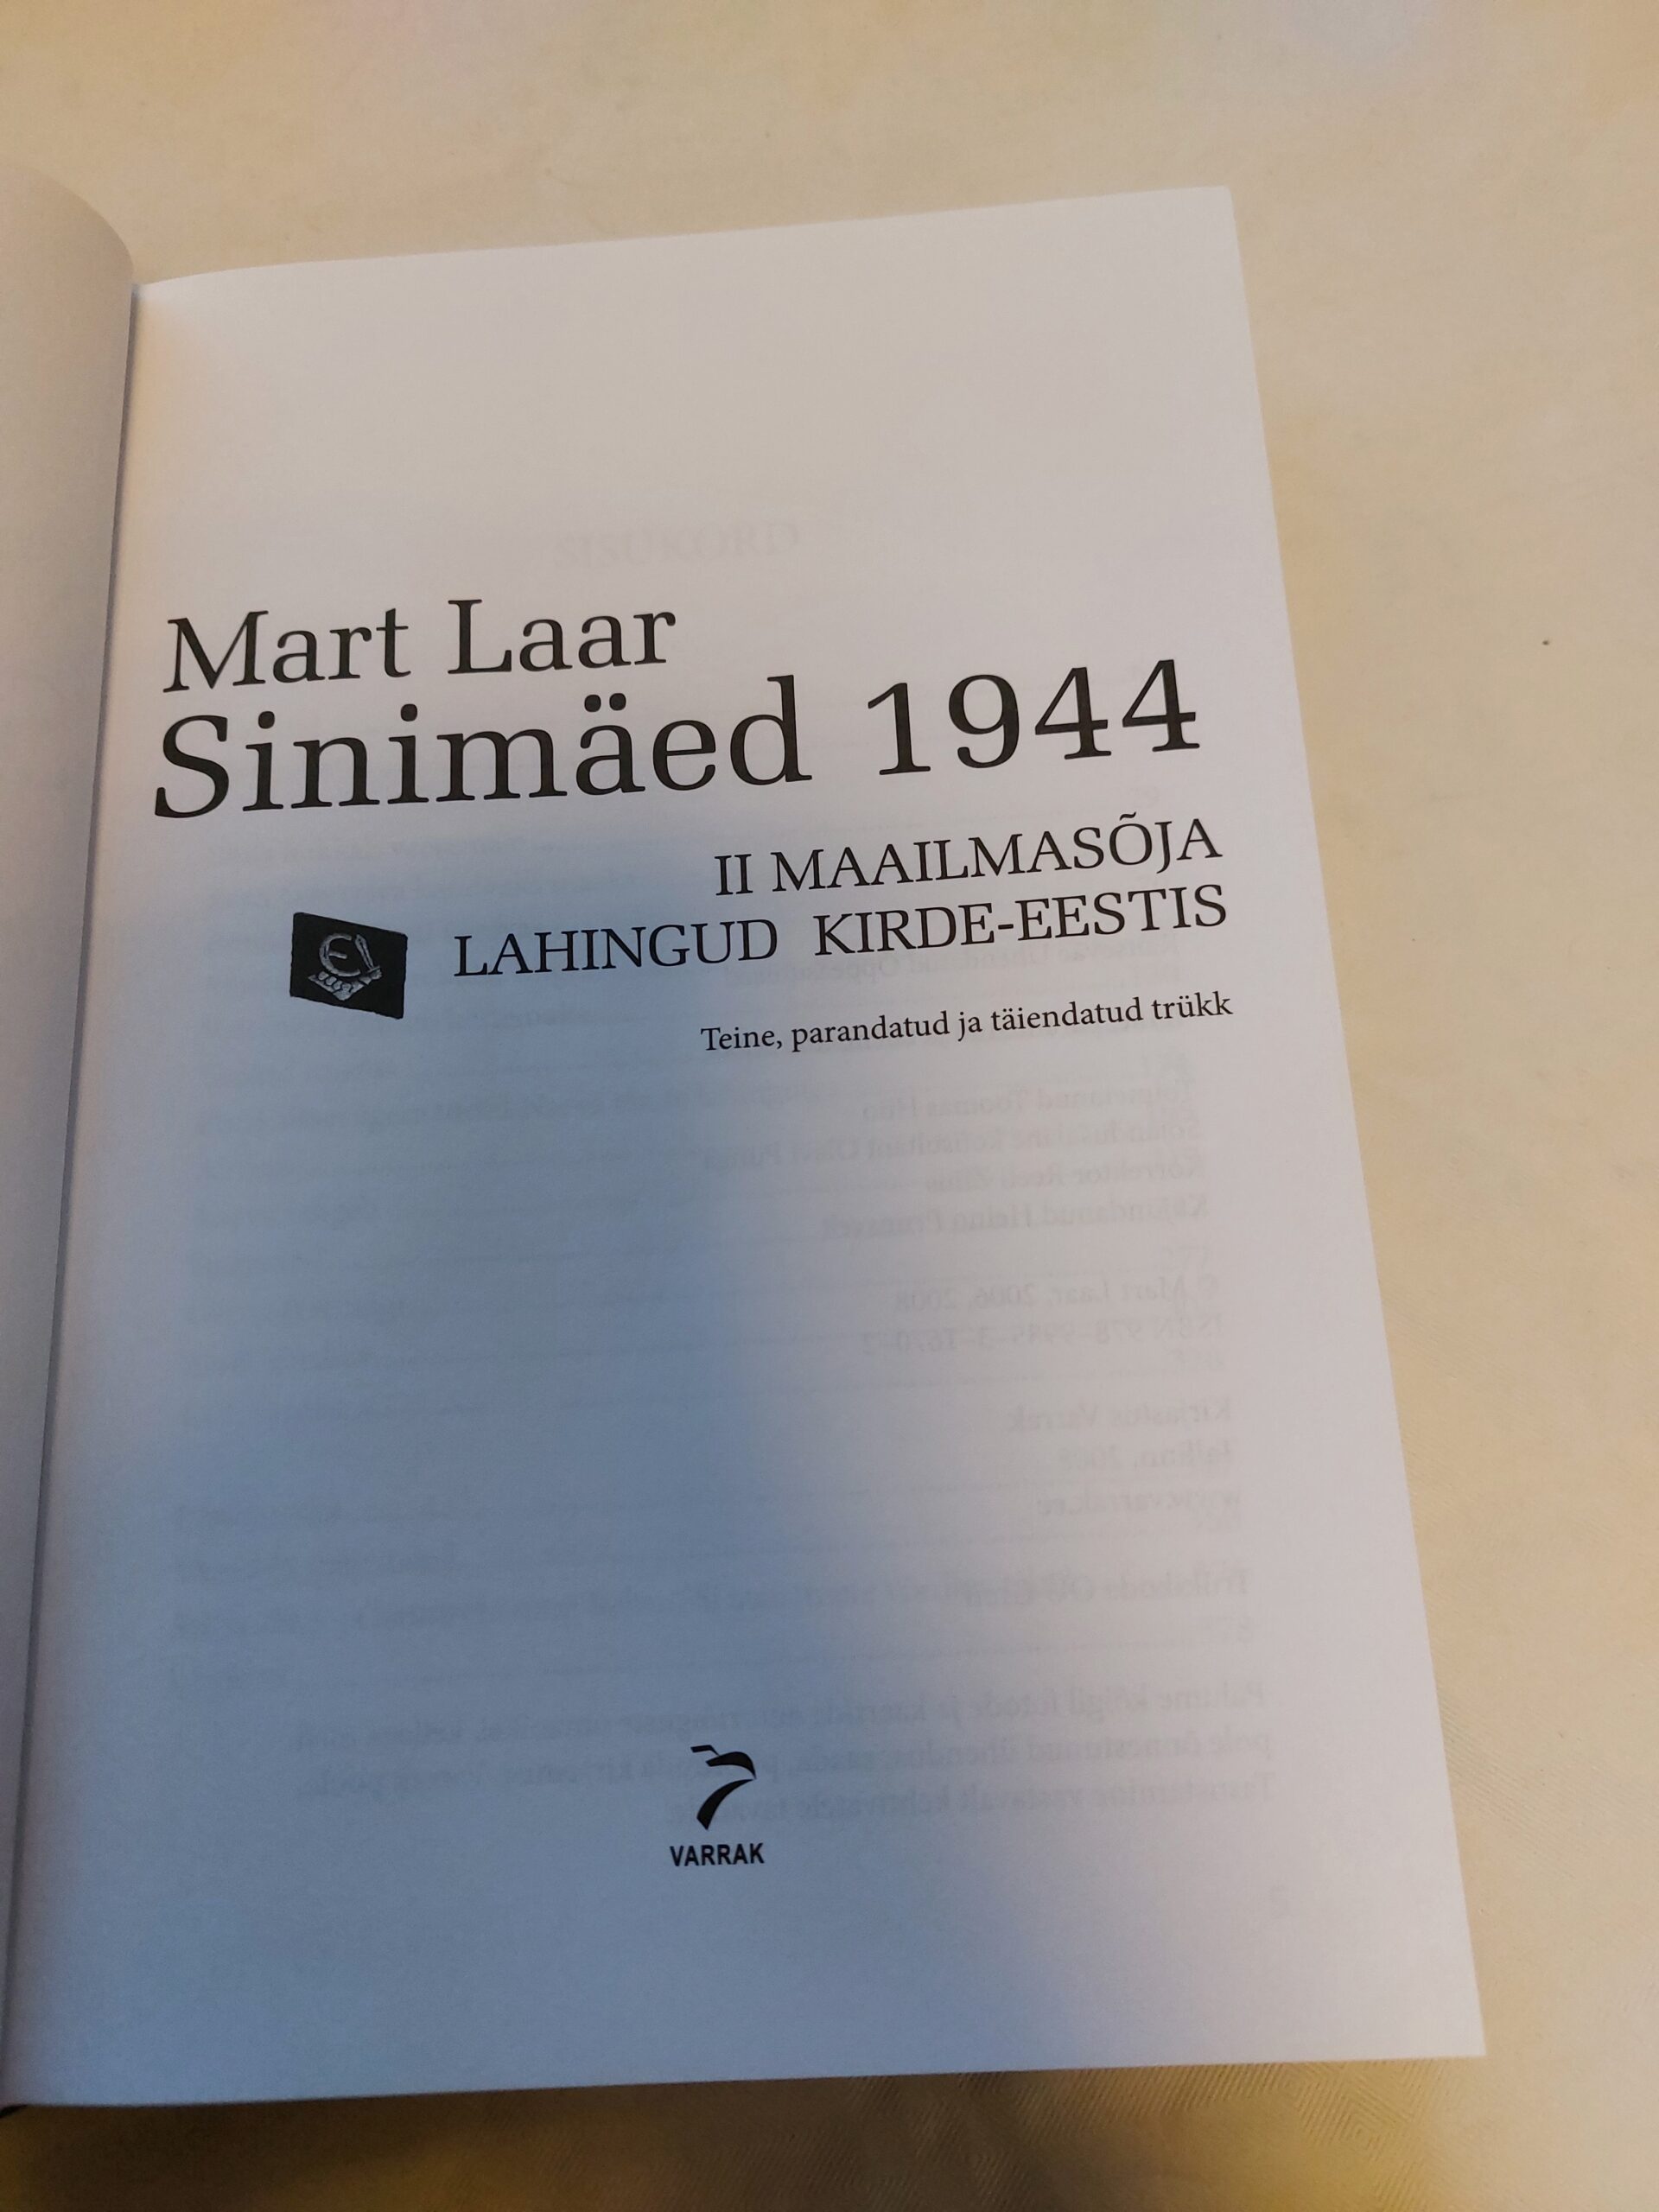 Mart Laar
Sinimäed 1944
II MAAILMASÕJA
LAHINGUD KIRDE-EESTIS
Teine, parandatud ja täiendatud trükk
VARRAK